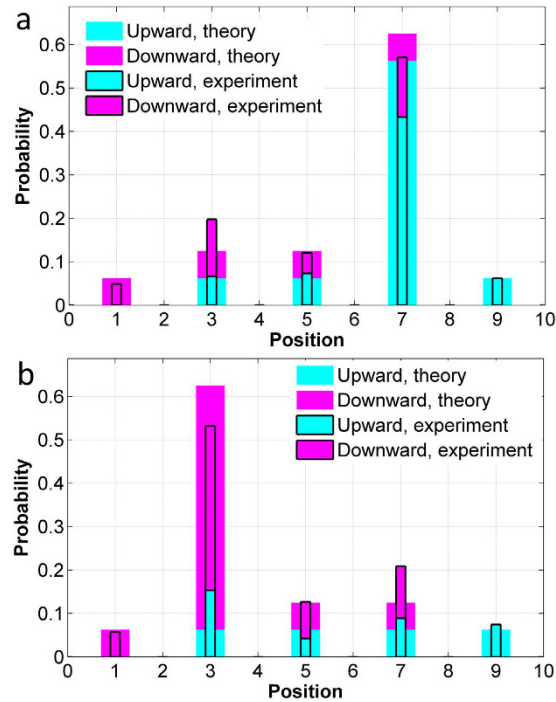 a
Upward, theory
Downward, theory
Upward, experiment
Downward, experiment
0.6
0.5
0.4
0.3
0.2
0.1
0
Probability
0 1 2 3 4 5 6 7 8 9 10
Position
b
Upward, theory
Downward, theory
Upward, experiment
Downward, experiment
0.6
0.5
0.4
0.3
0.2
0.1
0
Probability
0 1 2 3 4 5 6 7 8 9 10
Position